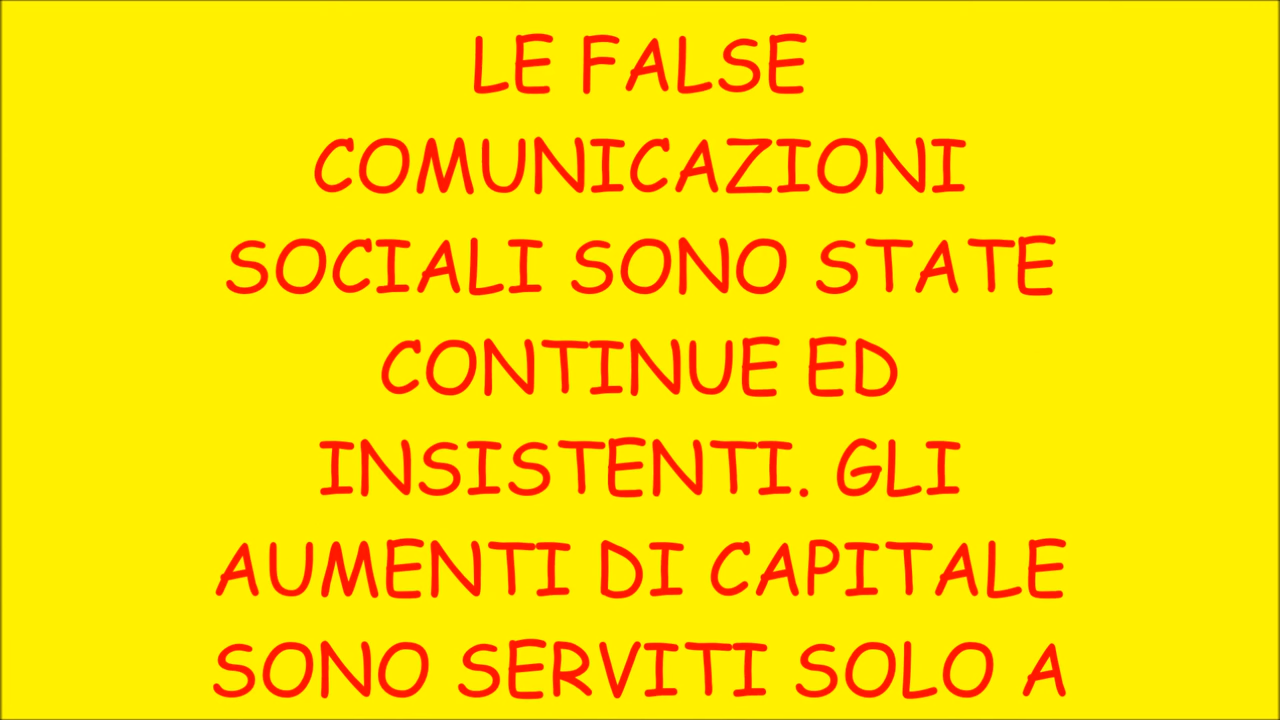 LE FALSE
COMUNICAZIONI
SOCIALI SONO STATE
CONTINUE ED
INSISTENTI. GLI
AUMENTI DI CAPITALE
SONO SERVITI SOLO A